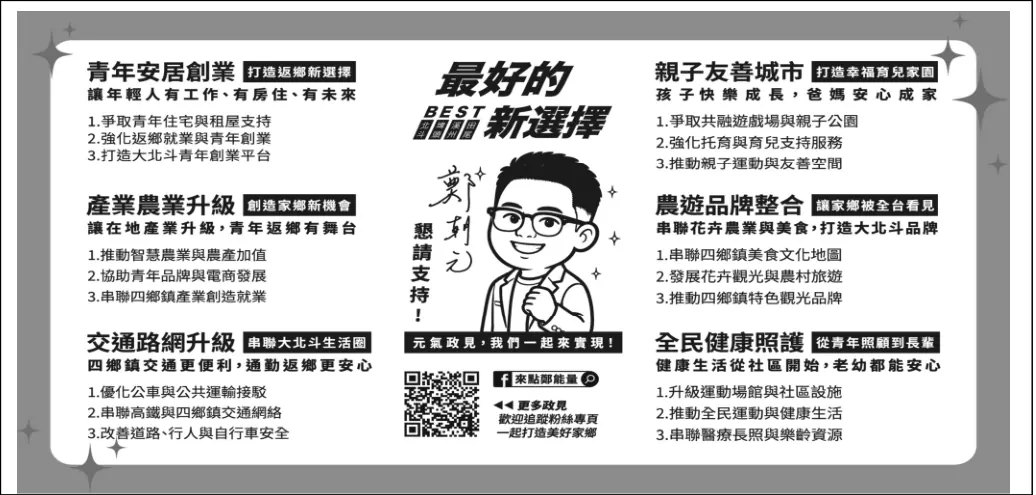 青年安居創業 打造返鄉新選擇
讓年輕人有工作、有房住、有未來
1.爭取青年住宅與租屋支持
2.強化返鄉就業與青年創業
3.打造大北斗青年創業平台
產業農業升級 創造家鄉新機會
讓在地產業升級,青年返鄉有舞台
1.推動智慧農業與農產加值
2.協助青年品牌與電商發展
3.串聯四鄉鎮產業創造就業
交通路網升級 串聯大北斗生活圈
四鄉鎮交通更便利,通勤返鄉更安心
1.優化公車與公共運輸接駁
2.串聯高鐵與四鄉鎮交通網絡
3.改善道路、行人與自行車安全
最好的
BEST
北斗 埤頭 溪州 田尾
新選擇
鄭朝元
懇請支持!
元氣政見,我們一起來實現!
f 來點鄭能量
◀◀ 更多政見
歡迎追蹤粉絲專頁
一起打造美好家鄉
親子友善城市 打造幸福育兒家園
孩子快樂成長,爸媽安心成家
1.爭取共融遊戲場與親子公園
2.強化托育與育兒支持服務
3.推動親子運動與友善空間
農遊品牌整合 讓家鄉被全台看見
串聯花卉農業與美食,打造大北斗品牌
1.串聯四鄉鎮美食文化地圖
2.發展花卉觀光與農村旅遊
3.推動四鄉鎮特色觀光品牌
全民健康照護 從青年照顧到長輩
健康生活從社區開始,老幼都能安心
1.升級運動場館與社區設施
2.推動全民運動與健康生活
3.串聯醫療長照與樂齡資源